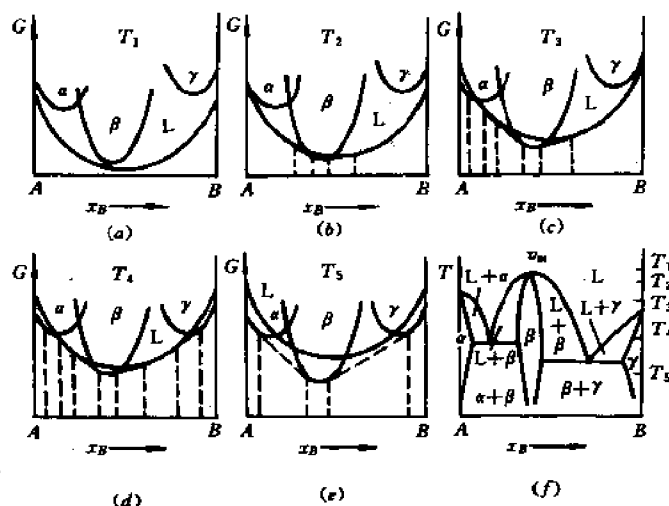 G T₁ α β γ L A B x_B (a)
G T₂ α β γ L A B x_B (b)
G T₃ α β γ L A B x_B (c)
G T₄ α β γ L A B x_B (d)
G T₅ L α β γ A B x_B (e)
T L+α L L+γ α L+β β L+β γ α+β β+γ T₁ T₂ T₃ T₅ A B x_B (f)